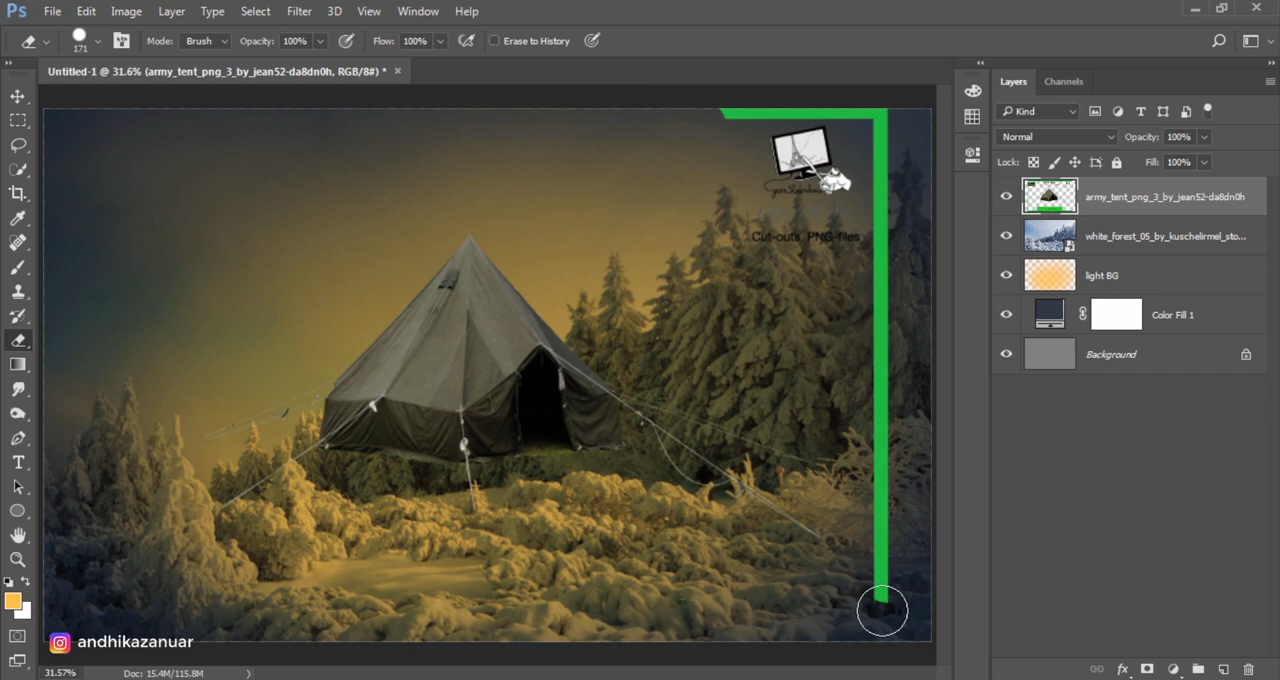 Ps File Edit Image Layer Type Select Filter 3D View Window Help
171 Mode: Brush Opacity: 100% Flow: 100% Erase to History
Untitled-1 @ 31.6% (army_tent_png_3_by_jean52-da8dn0h, RGB/8#) * ×
Cut-outs PNG-files
andhikazanuar
31.57% Doc: 15.4M/115.8M
Layers Channels
Kind
Normal Opacity: 100%
Lock: Fill: 100%
army_tent_png_3_by_jean52-da8dn0h
white_forest_05_by_kuschelirmel_sto...
light BG
Color Fill 1
Background